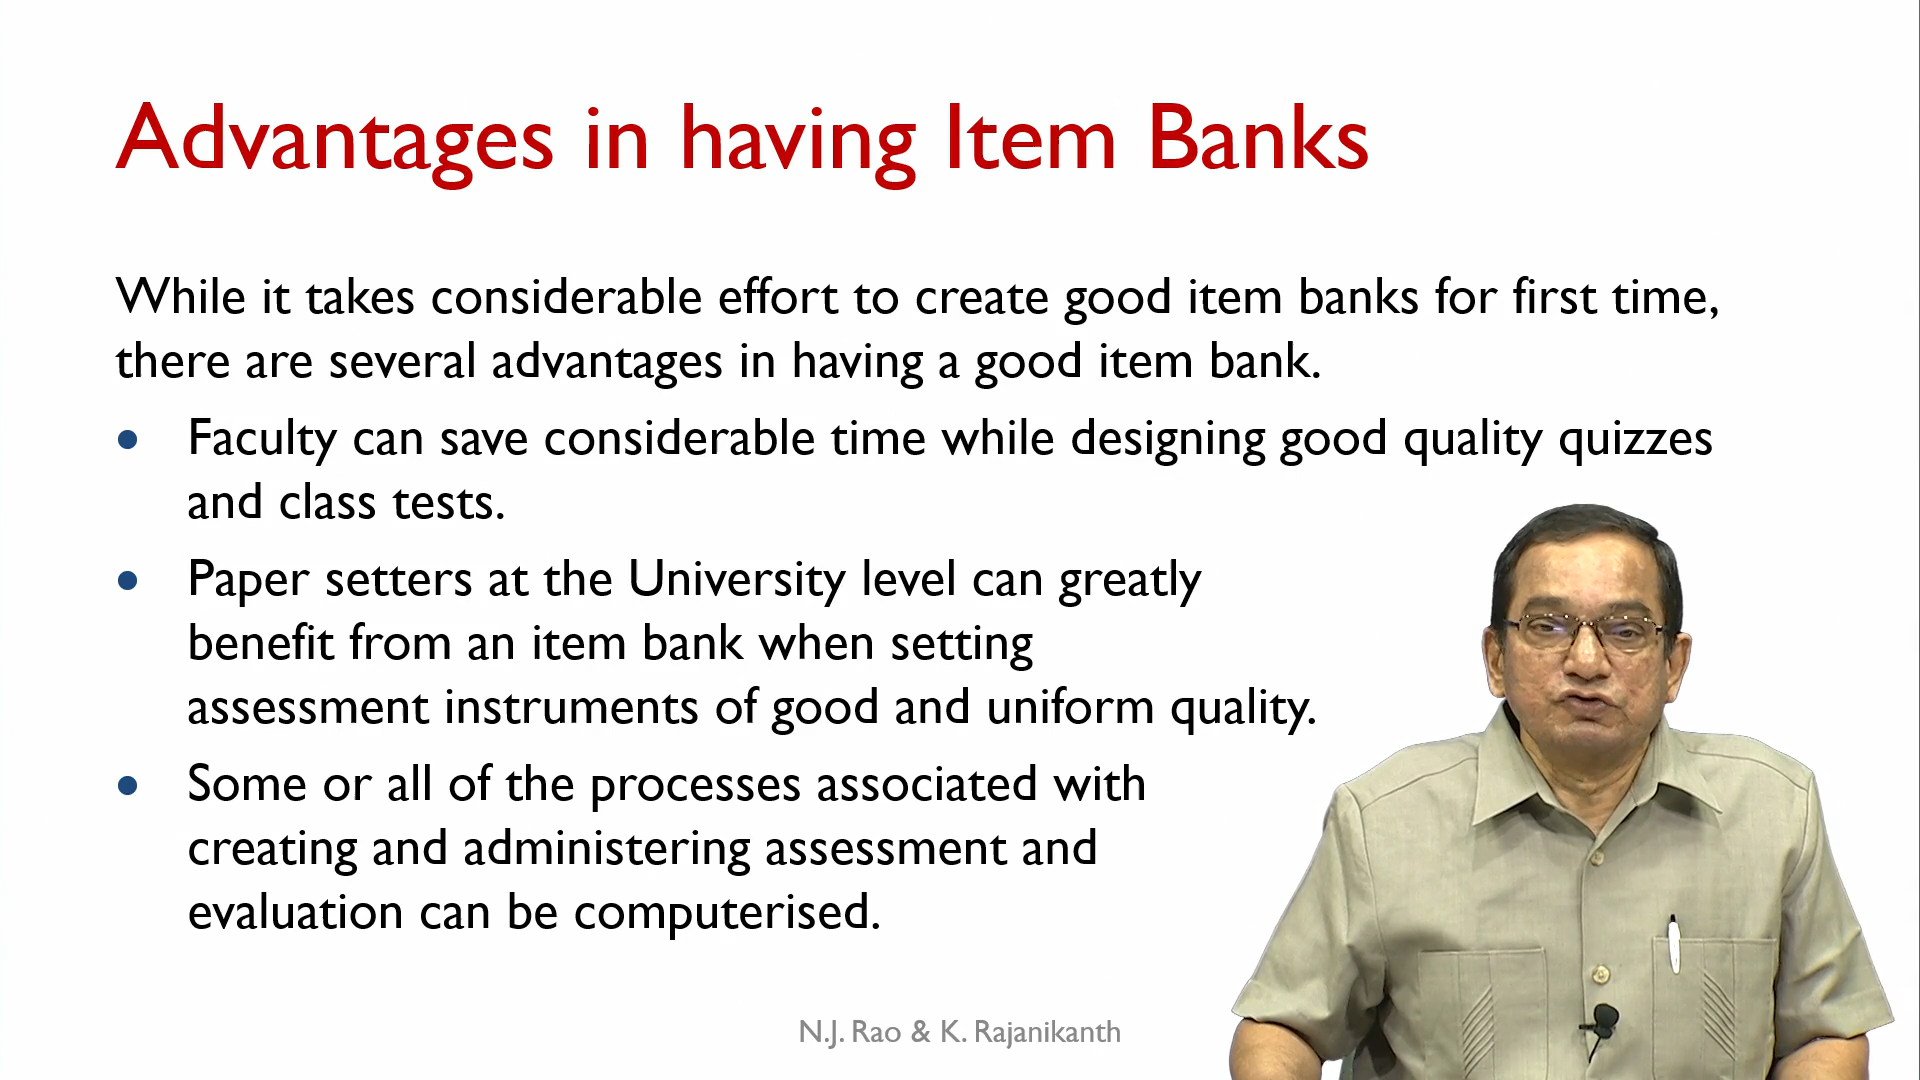 Advantages in having Item Banks
While it takes considerable effort to create good item banks for first time,
there are several advantages in having a good item bank.
• Faculty can save considerable time while designing good quality quizzes
and class tests.
• Paper setters at the University level can greatly
benefit from an item bank when setting
assessment instruments of good and uniform quality.
• Some or all of the processes associated with
creating and administering assessment and
evaluation can be computerised.
N.J. Rao & K. Rajanikanth